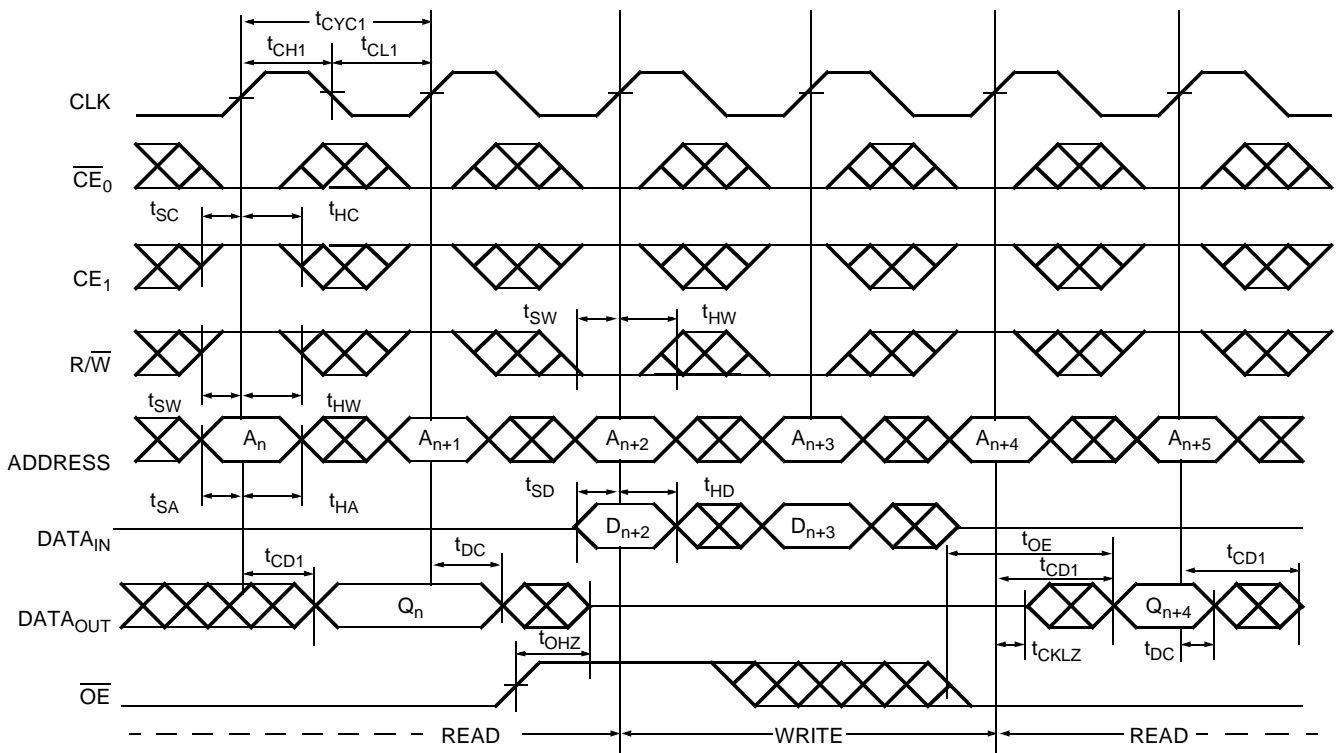 tCYC1
tCH1 tCL1
CLK
CE0
tSC tHC
CE1
tSW tHW
R/W
tSW tHW
An An+1 An+2 An+3 An+4 An+5
ADDRESS
tSA tHA tSD tHD
Dn+2 Dn+3
DATAIN
tOE
tCD1 tDC tCD1 tCD1
Qn Qn+4
DATAOUT
tOHZ tCKLZ tDC
OE
READ WRITE READ